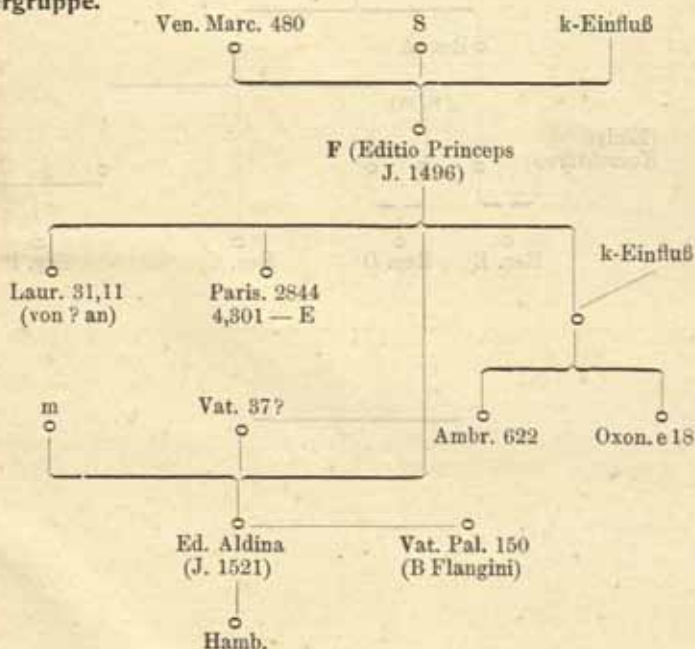 ergruppe.
Ven. Marc. 480 S k-Einfluß
F (Editio Princeps
J. 1496)
k-Einfluß
Laur. 31,11 Paris. 2844
(von ? an) 4,301 — E
m Vat. 37?
Ambr. 622 Oxon. e 18
Ed. Aldina Vat. Pal. 150
(J. 1521) (B Flangini)
Hamb.